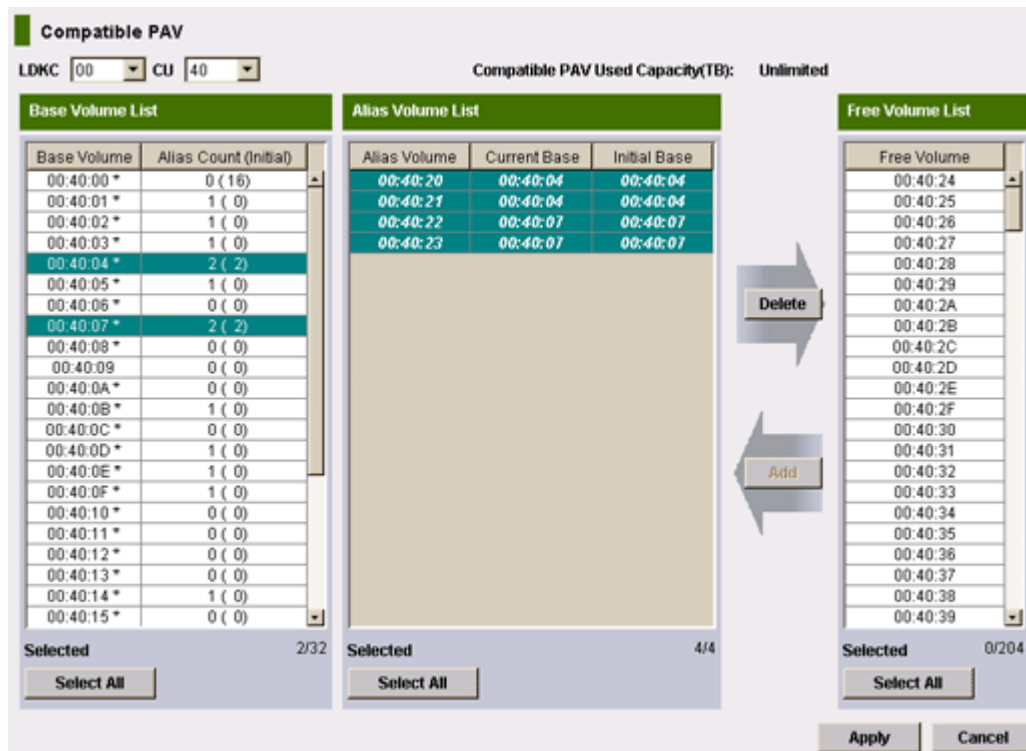 Compatible PAV
LDKC 00 CU 40 Compatible PAV Used Capacity(TB): Unlimited
Base Volume List
Base Volume Alias Count (Initial)
00:40:00 * 0 ( 16)
00:40:01 * 1 ( 0)
00:40:02 * 1 ( 0)
00:40:03 * 1 ( 0)
00:40:04 * 2 ( 2)
00:40:05 * 1 ( 0)
00:40:06 * 0 ( 0)
00:40:07 * 2 ( 2)
00:40:08 * 0 ( 0)
00:40:09 0 ( 0)
00:40:0A * 0 ( 0)
00:40:0B * 1 ( 0)
00:40:0C * 0 ( 0)
00:40:0D * 1 ( 0)
00:40:0E * 1 ( 0)
00:40:0F * 1 ( 0)
00:40:10 * 0 ( 0)
00:40:11 * 0 ( 0)
00:40:12 * 0 ( 0)
00:40:13 * 0 ( 0)
00:40:14 * 1 ( 0)
00:40:15 * 0 ( 0)
Selected 2/32
Select All
Alias Volume List
Alias Volume Current Base Initial Base
00:40:20 00:40:04 00:40:04
00:40:21 00:40:04 00:40:04
00:40:22 00:40:07 00:40:07
00:40:23 00:40:07 00:40:07
Selected 4/4
Select All
Delete
Add
Free Volume List
Free Volume
00:40:24
00:40:25
00:40:26
00:40:27
00:40:28
00:40:29
00:40:2A
00:40:2B
00:40:2C
00:40:2D
00:40:2E
00:40:2F
00:40:30
00:40:31
00:40:32
00:40:33
00:40:34
00:40:35
00:40:36
00:40:37
00:40:38
00:40:39
Selected 0/204
Select All
Apply Cancel